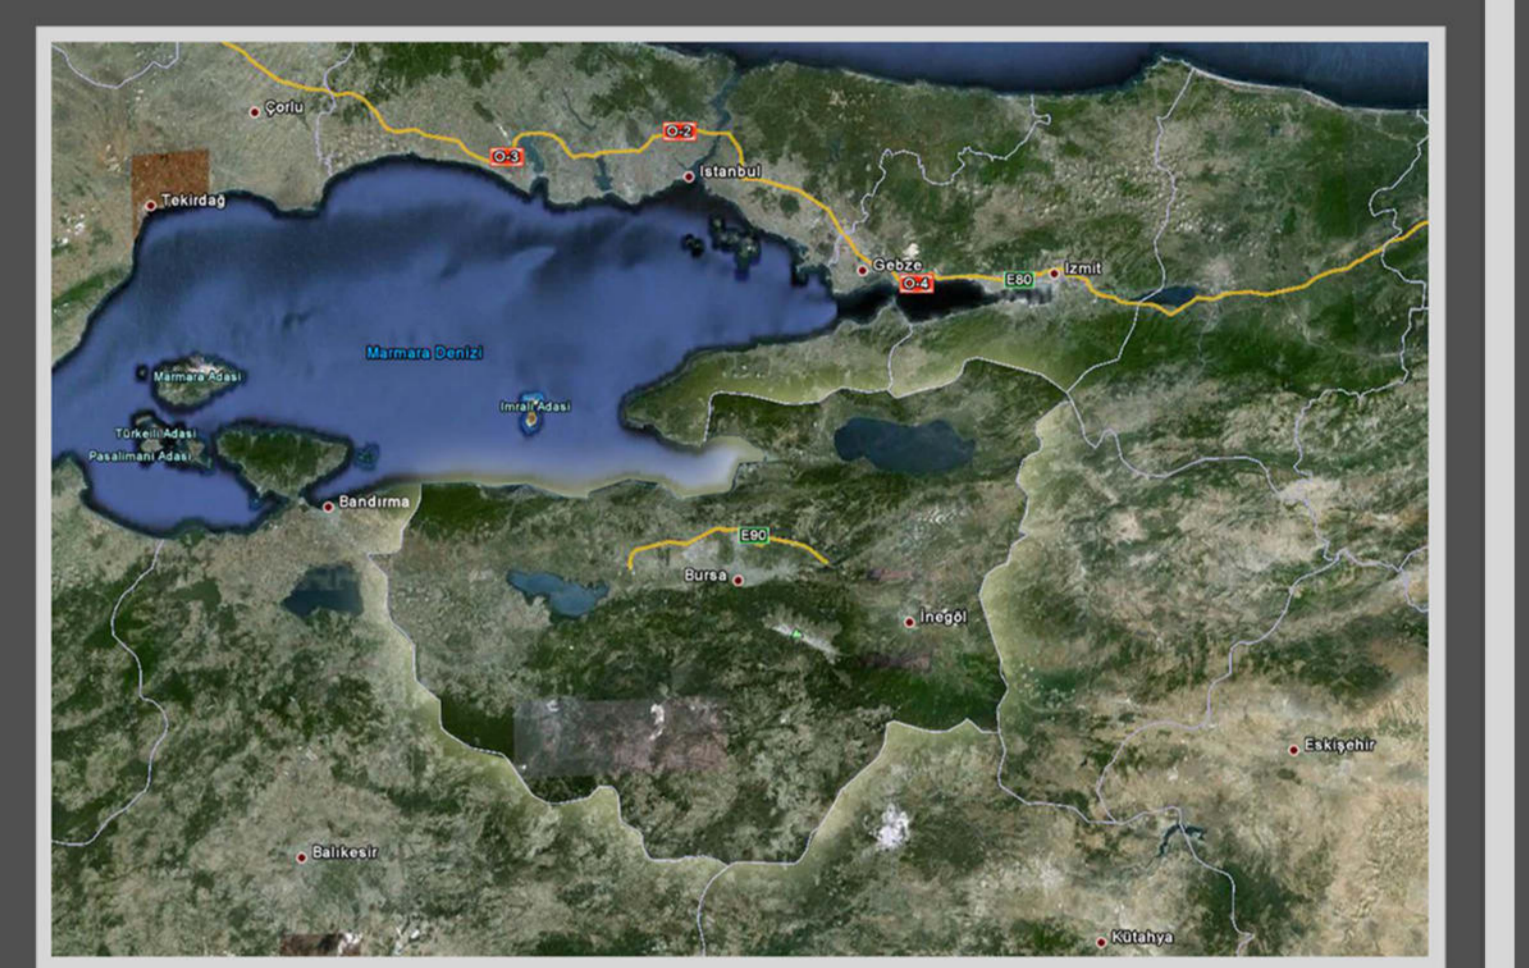 Çorlu
O-2
O-3
Istanbul
Tekirdağ
Gebze
Izmit
E80
O-4
Marmara Denizi
Marmara Adasi
Imrali Adasi
Türkeli Adasi
Pasalimani Adasi
Bandırma
E90
Bursa
İnegöl
Eskişehir
Balıkesir
Kütahya